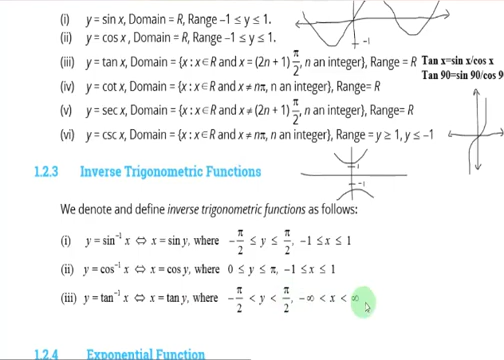 (i) y = sin x, Domain = R, Range −1 ≤ y ≤ 1.
(ii) y = cos x, Domain = R, Range −1 ≤ y ≤ 1.
(iii) y = tan x, Domain = {x : x ∈ R and x = (2n + 1) π/2, n an integer}, Range = R
Tan x=sin x/cos x
Tan 90=sin 90/cos 9
(iv) y = cot x, Domain = {x : x ∈ R and x ≠ nπ, n an integer}, Range= R
(v) y = sec x, Domain = {x : x ∈ R and x ≠ (2n + 1) π/2, n an integer}, Range= R
(vi) y = csc x, Domain = {x : x ∈ R and x ≠ nπ, n an integer}, Range = y ≥ 1, y ≤ −1
-1
1
-1
1.2.3 Inverse Trigonometric Functions
We denote and define inverse trigonometric functions as follows:
(i) y = sin⁻¹ x ⇔ x = sin y, where −π/2 ≤ y ≤ π/2, −1 ≤ x ≤ 1
(ii) y = cos⁻¹ x ⇔ x = cos y, where 0 ≤ y ≤ π, −1 ≤ x ≤ 1
(iii) y = tan⁻¹ x ⇔ x = tan y, where −π/2 < y < π/2, −∞ < x < ∞
1.2.4 Exponential Function